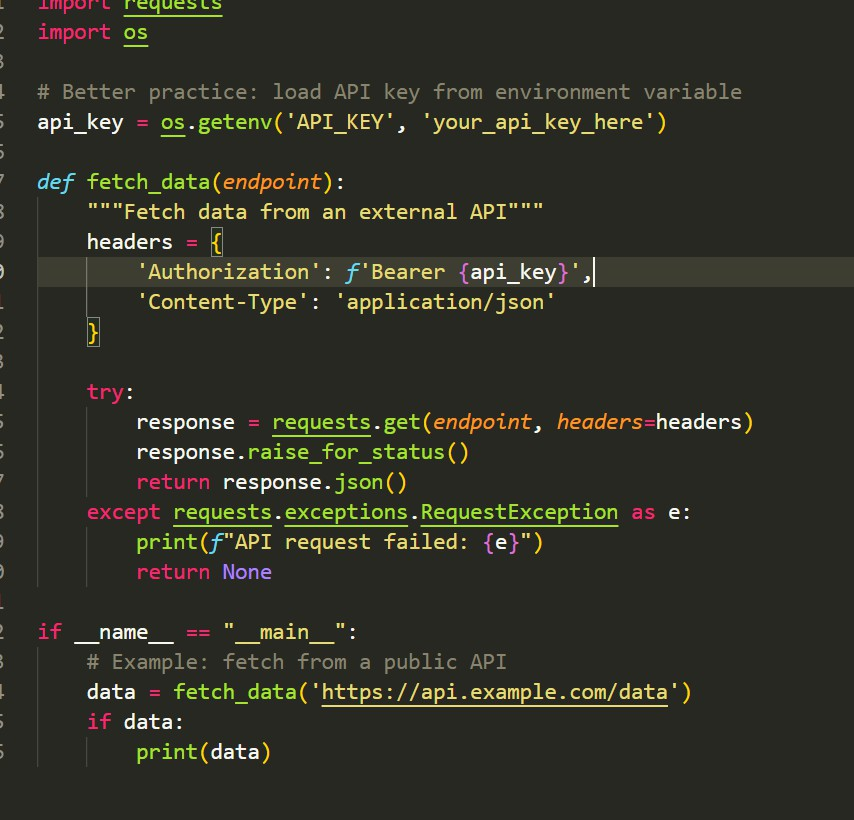 import requests
import os

# Better practice: load API key from environment variable
api_key = os.getenv('API_KEY', 'your_api_key_here')

def fetch_data(endpoint):
    """Fetch data from an external API"""
    headers = {
        'Authorization': f'Bearer {api_key}',
        'Content-Type': 'application/json'
    }

    try:
        response = requests.get(endpoint, headers=headers)
        response.raise_for_status()
        return response.json()
    except requests.exceptions.RequestException as e:
        print(f"API request failed: {e}")
        return None

if __name__ == "__main__":
    # Example: fetch from a public API
    data = fetch_data('https://api.example.com/data')
    if data:
        print(data)